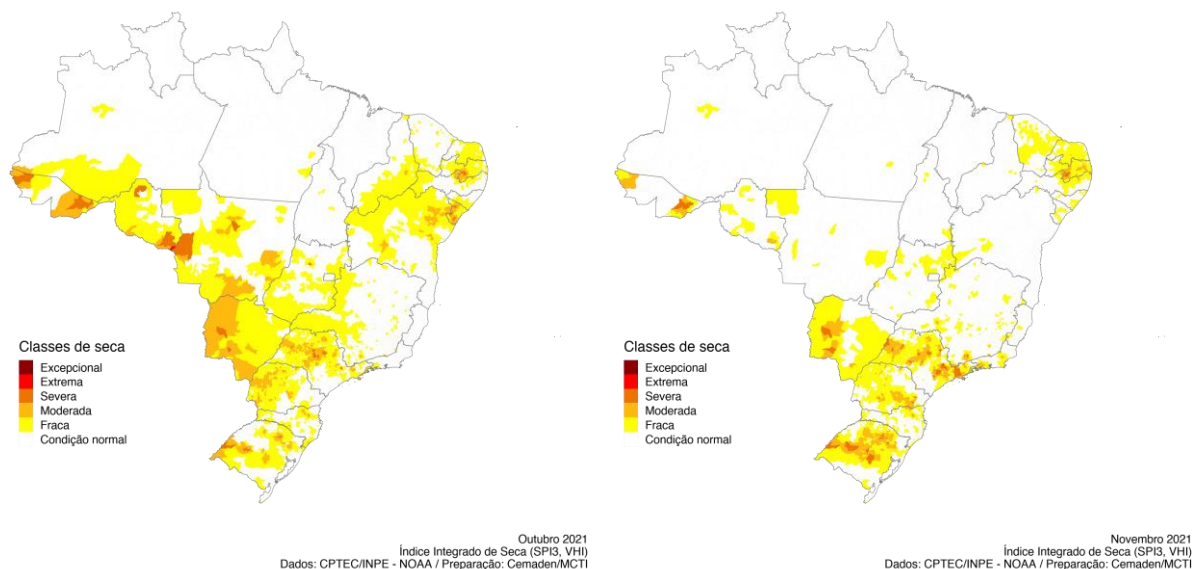 Classes de seca
Excepcional
Extrema
Severa
Moderada
Fraca
Condição normal
Outubro 2021
Índice Integrado de Seca (SPI3, VHI)
Dados: CPTEC/INPE - NOAA / Preparação: Cemaden/MCTI
Classes de seca
Excepcional
Extrema
Severa
Moderada
Fraca
Condição normal
Novembro 2021
Índice Integrado de Seca (SPI3, VHI)
Dados: CPTEC/INPE - NOAA / Preparação: Cemaden/MCTI